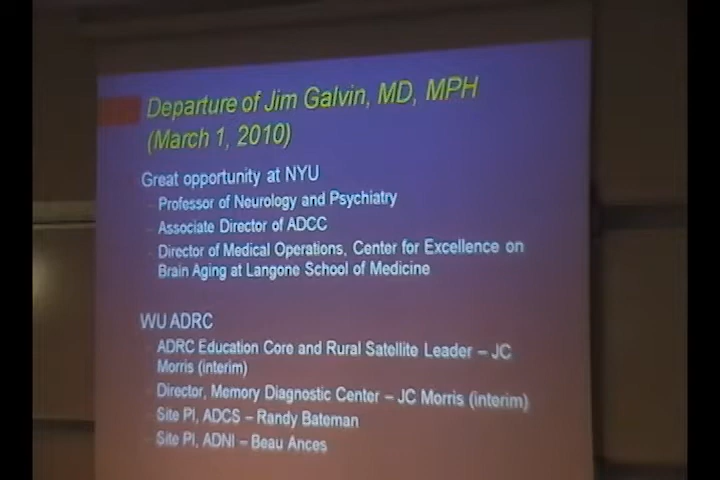 Departure of Jim Galvin, MD, MPH
(March 1, 2010)
Great opportunity at NYU
- Professor of Neurology and Psychiatry
- Associate Director of ADCC
- Director of Medical Operations, Center for Excellence on
Brain Aging at Langone School of Medicine
WU ADRC
- ADRC Education Core and Rural Satellite Leader – JC
Morris (interim)
- Director, Memory Diagnostic Center – JC Morris (interim)
- Site PI, ADCS – Randy Bateman
- Site PI, ADNI – Beau Ances